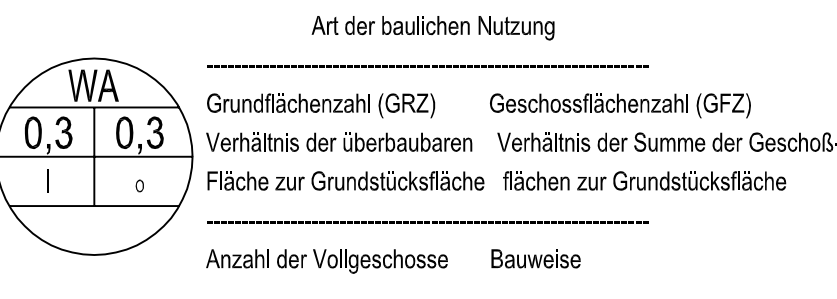 Art der baulichen Nutzung
WA
0,3 0,3
I o
Grundflächenzahl (GRZ) Geschossflächenzahl (GFZ)
Verhältnis der überbaubaren Verhältnis der Summe der Geschoß-
Fläche zur Grundstücksfläche flächen zur Grundstücksfläche
Anzahl der Vollgeschosse Bauweise